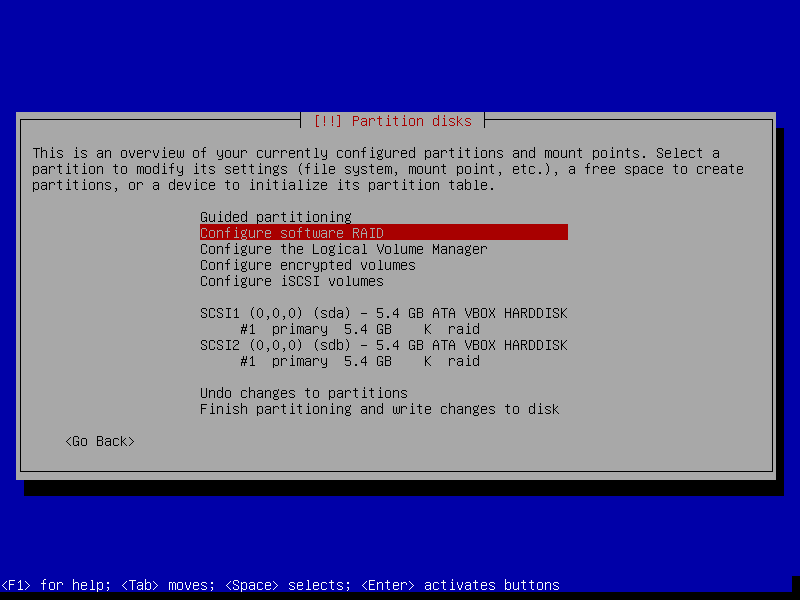 [!!] Partition disks
This is an overview of your currently configured partitions and mount points. Select a
partition to modify its settings (file system, mount point, etc.), a free space to create
partitions, or a device to initialize its partition table.
Guided partitioning
Configure software RAID
Configure the Logical Volume Manager
Configure encrypted volumes
Configure iSCSI volumes
SCSI1 (0,0,0) (sda) - 5.4 GB ATA VBOX HARDDISK
#1 primary 5.4 GB K raid
SCSI2 (0,0,0) (sdb) - 5.4 GB ATA VBOX HARDDISK
#1 primary 5.4 GB K raid
Undo changes to partitions
Finish partitioning and write changes to disk
<Go Back>
<F1> for help; <Tab> moves; <Space> selects; <Enter> activates buttons